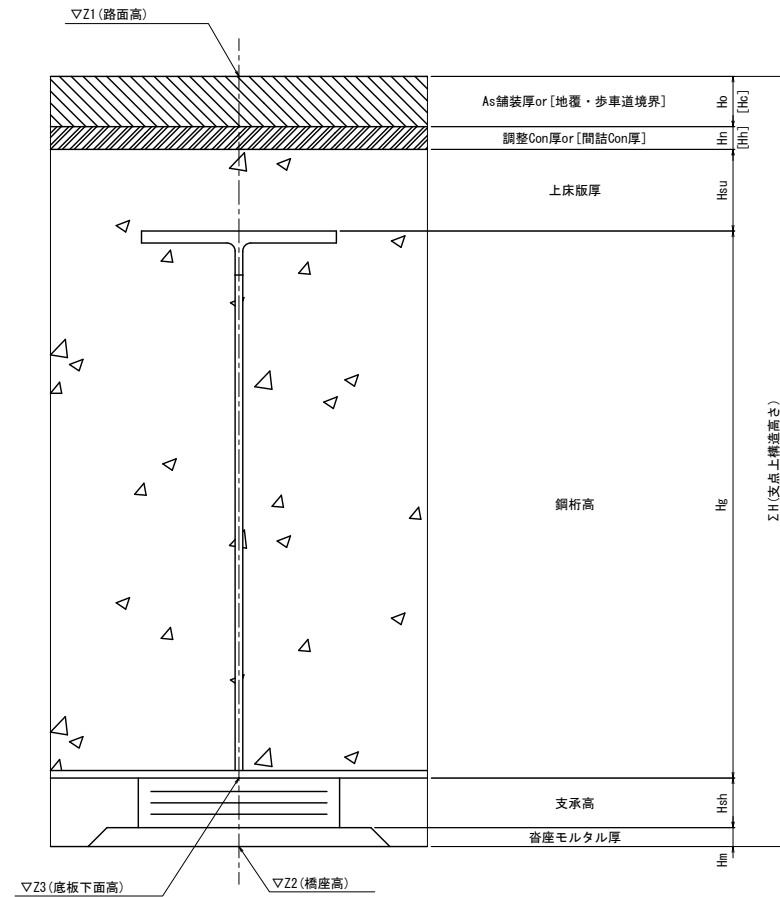 ▽Z1(路面高)
As舗装厚or[地覆・歩車道境界]
Ho
[Ho]
調整Con厚or[間詰Con厚]
Hn
[Hh]
上床版厚
Hsu
鋼桁高
Hg
ΣH(支点上構造高さ)
支承高
Hsh
沓座モルタル厚
Hm
▽Z3(底板下面高)
▽Z2(橋座高)